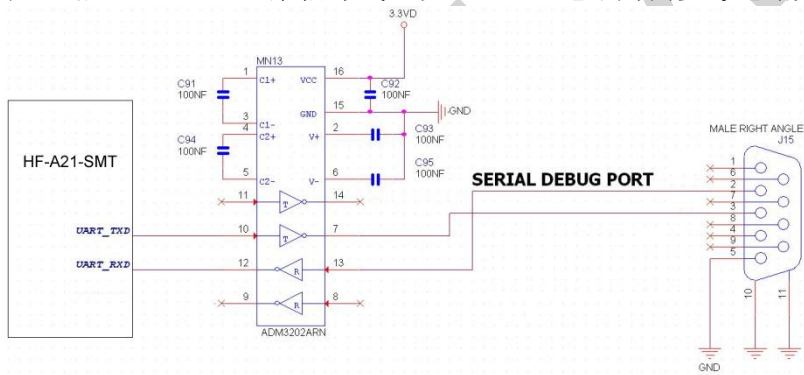 3.3VD
MN13
C91
100NF
1
C1+
VCC
16
C92
100NF
3
C1-
GND
15
GND
4
C2+
V+
2
C93
100NF
C94
100NF
5
C2-
V-
6
C95
100NF
HF-A21-SMT
11
T
14
UART_TXD
10
T
7
UART_RXD
12
R
13
9
R
8
ADM3202ARN
SERIAL DEBUG PORT
MALE RIGHT ANGLE
J15
1
6
2
7
3
8
4
9
5
10
11
GND